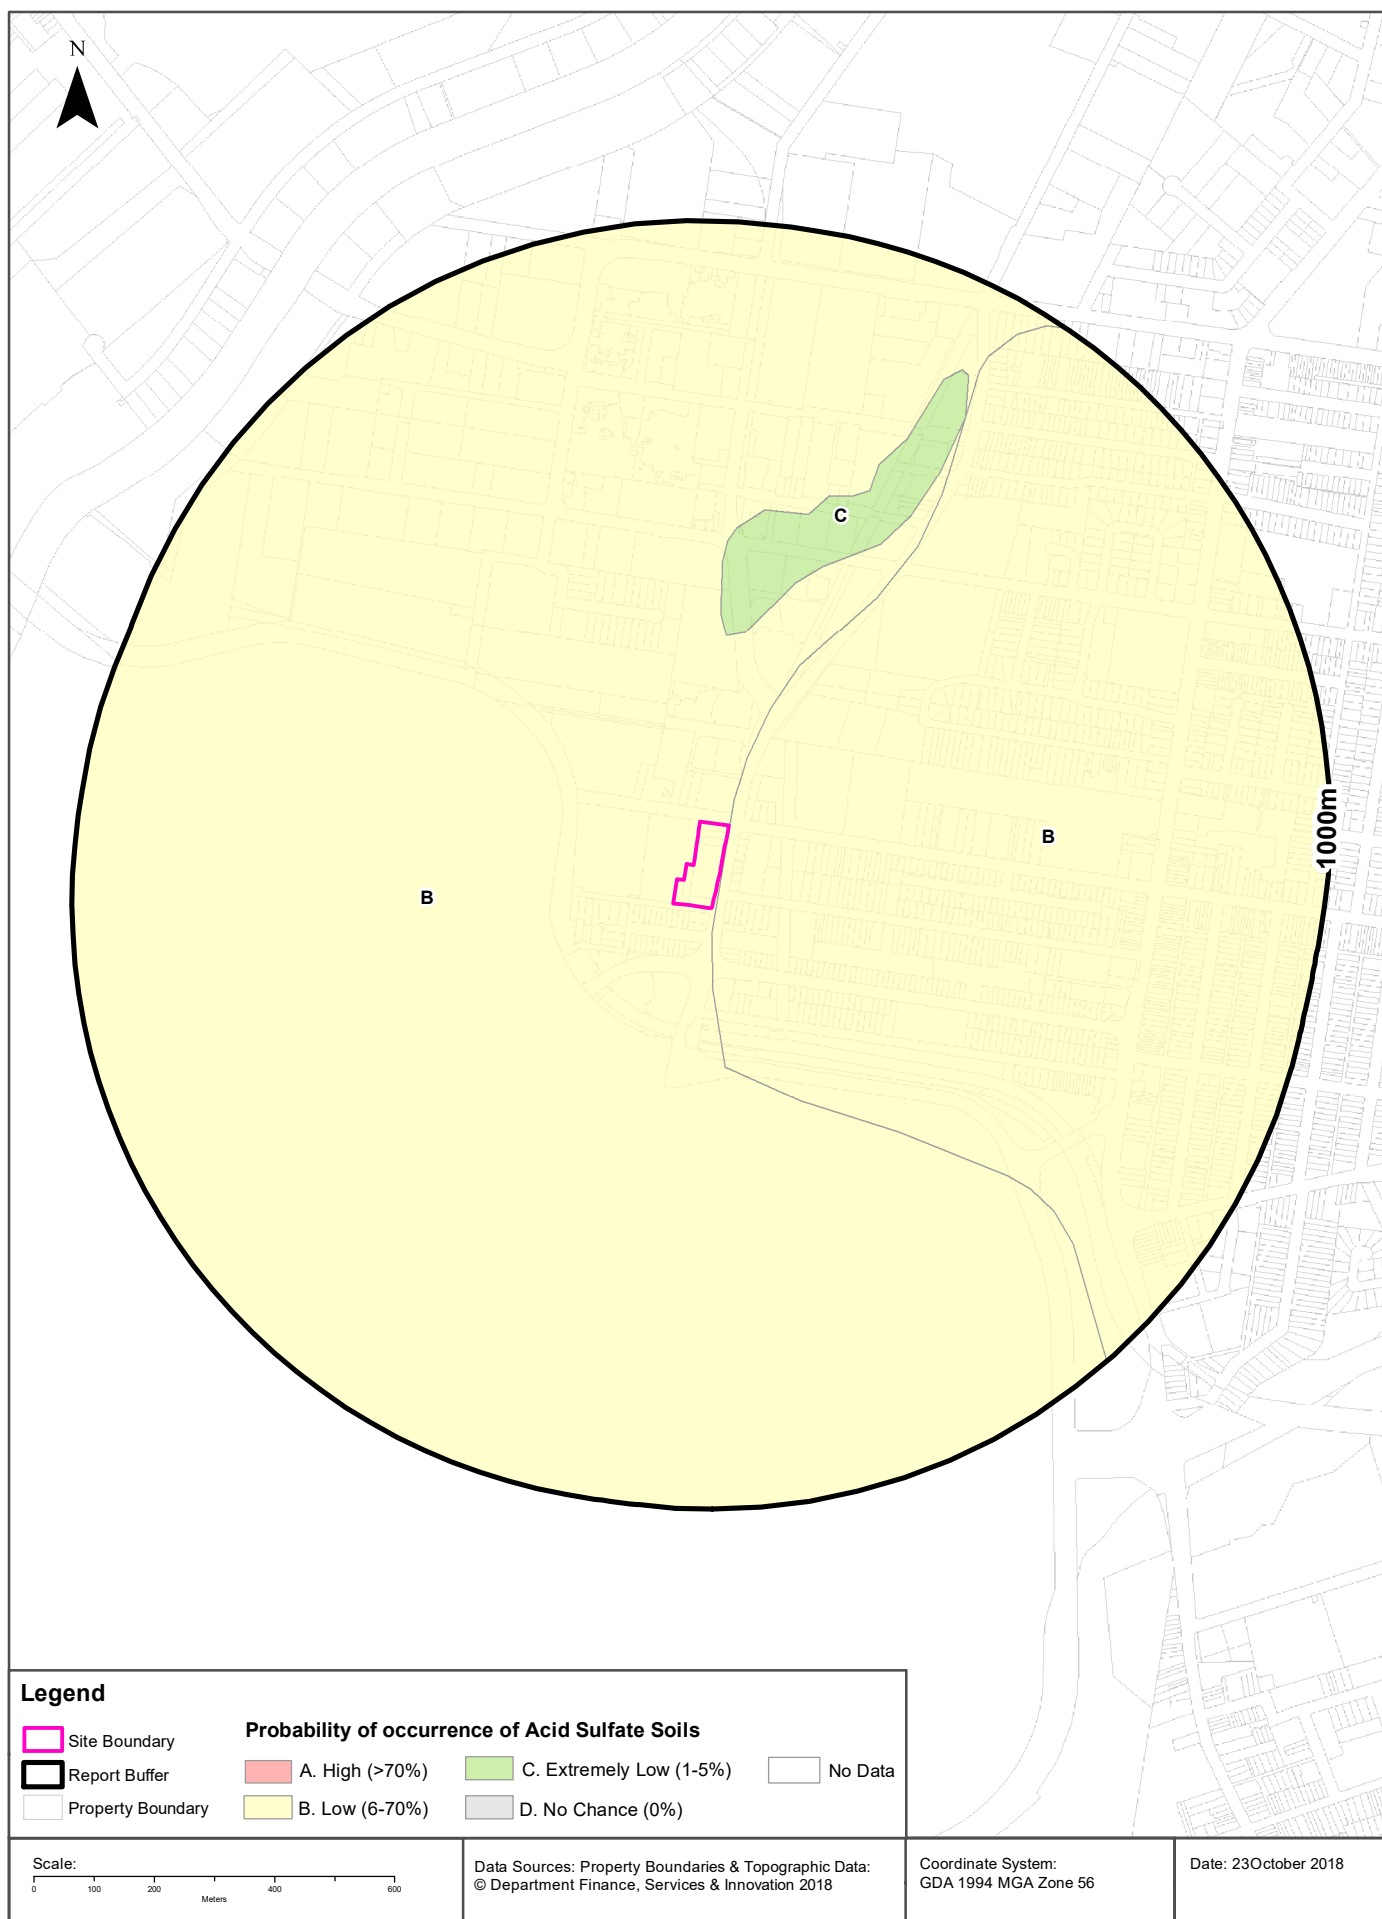 N
C
B
1000m
B
Legend
Site Boundary
Report Buffer
Property Boundary
Probability of occurrence of Acid Sulfate Soils
A. High (>70%)
C. Extremely Low (1-5%)
No Data
B. Low (6-70%)
D. No Chance (0%)
Scale:
0 100 200 400 600
Meters
Data Sources: Property Boundaries & Topographic Data:
© Department Finance, Services & Innovation 2018
Coordinate System:
GDA 1994 MGA Zone 56
Date: 23October 2018